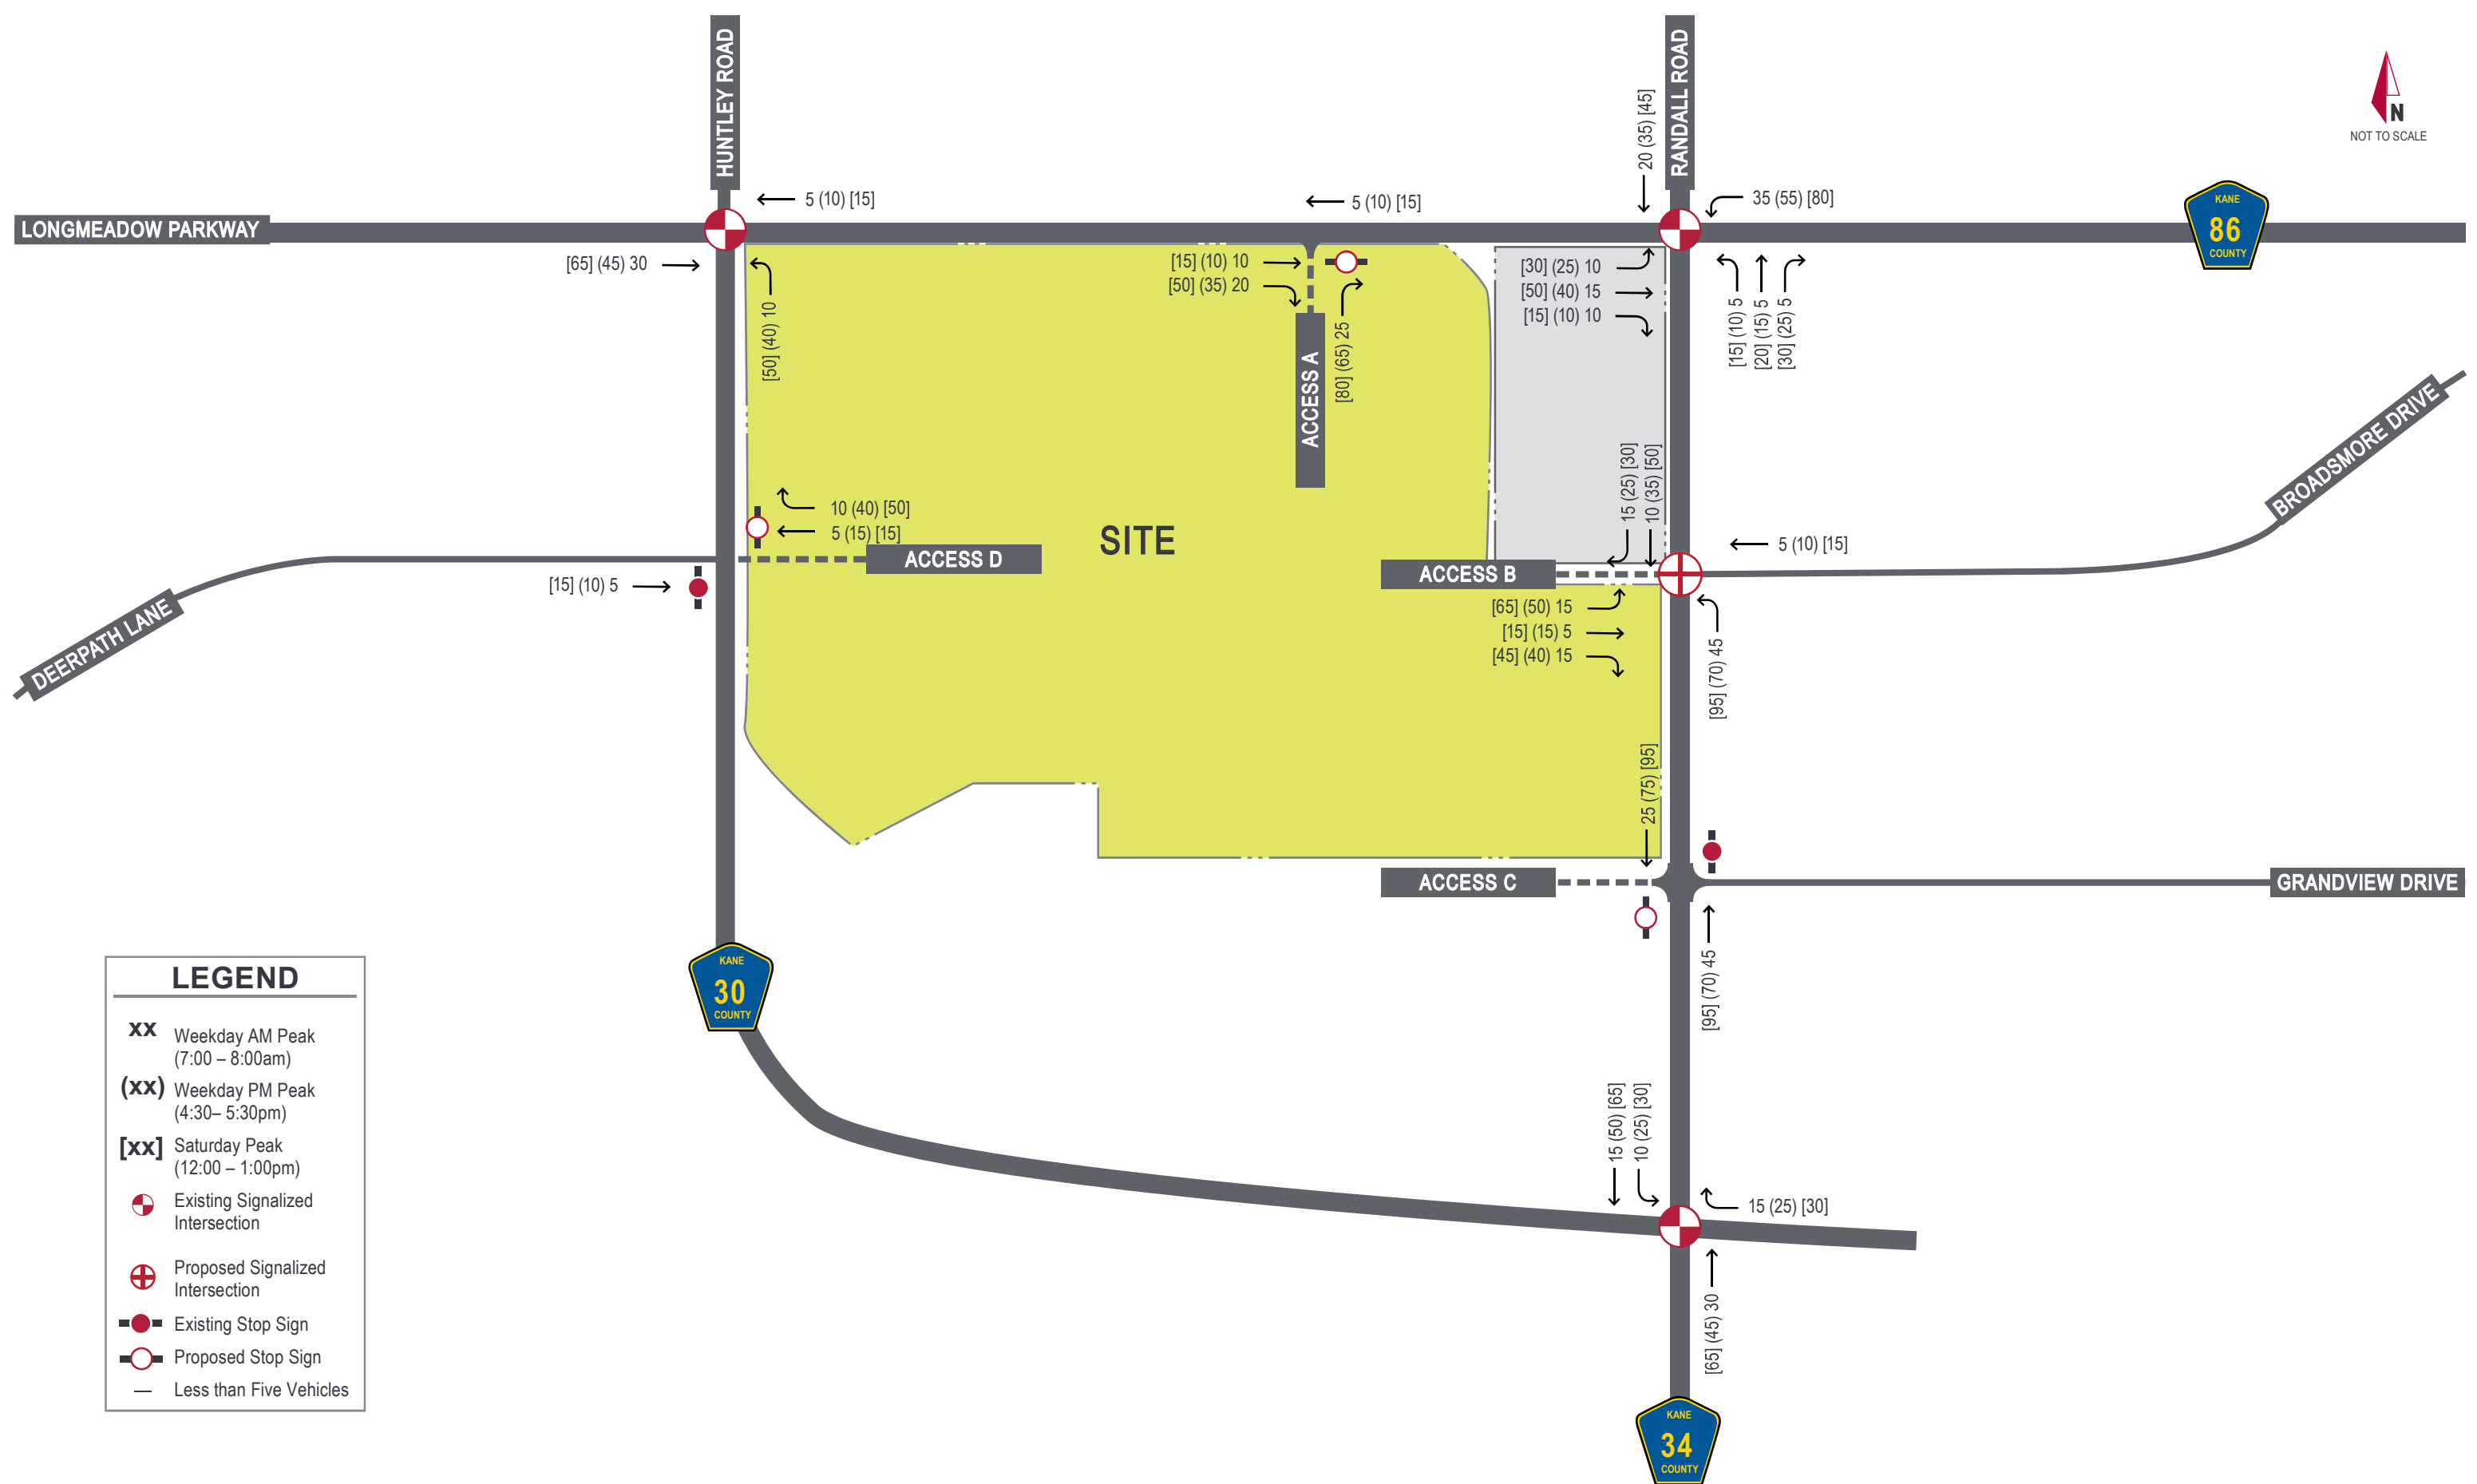 HUNTLEY ROAD
RANDALL ROAD
N
NOT TO SCALE
20 (35) [45]
5 (10) [15]
5 (10) [15]
35 (55) [80]
KANE
86
COUNTY
LONGMEADOW PARKWAY
[65] (45) 30
[50] (40) 10
[15] (10) 10
[50] (35) 20
[80] (65) 25
ACCESS A
[30] (25) 10
[50] (40) 15
[15] (10) 10
[15] (10) 5
[20] (15) 5
[30] (25) 5
BROADSMORE DRIVE
15 (25) [30]
10 (35) [50]
10 (40) [50]
5 (15) [15]
SITE
5 (10) [15]
ACCESS D
ACCESS B
[15] (10) 5
DEERPATH LANE
[65] (50) 15
[15] (15) 5
[45] (40) 15
[95] (70) 45
25 (75) [95]
ACCESS C
GRANDVIEW DRIVE
[95] (70) 45
KANE
30
COUNTY
15 (50) [65]
10 (25) [30]
15 (25) [30]
[65] (45) 30
KANE
34
COUNTY
LEGEND
xx Weekday AM Peak
(7:00 – 8:00am)
(xx) Weekday PM Peak
(4:30– 5:30pm)
[xx] Saturday Peak
(12:00 – 1:00pm)
Existing Signalized
Intersection
Proposed Signalized
Intersection
Existing Stop Sign
Proposed Stop Sign
— Less than Five Vehicles